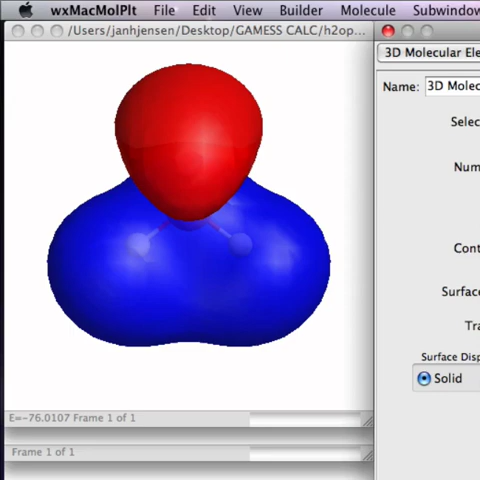 wxMacMolPlt File Edit View Builder Molecule Subwindow
/Users/janhjensen/Desktop/GAMESS CALC/h2op...
3D Molecular Ele
Name: 3D Molec
Selec
Num
Cont
Surface
Tra
Surface Disp
Solid
E=-76.0107 Frame 1 of 1
Frame 1 of 1